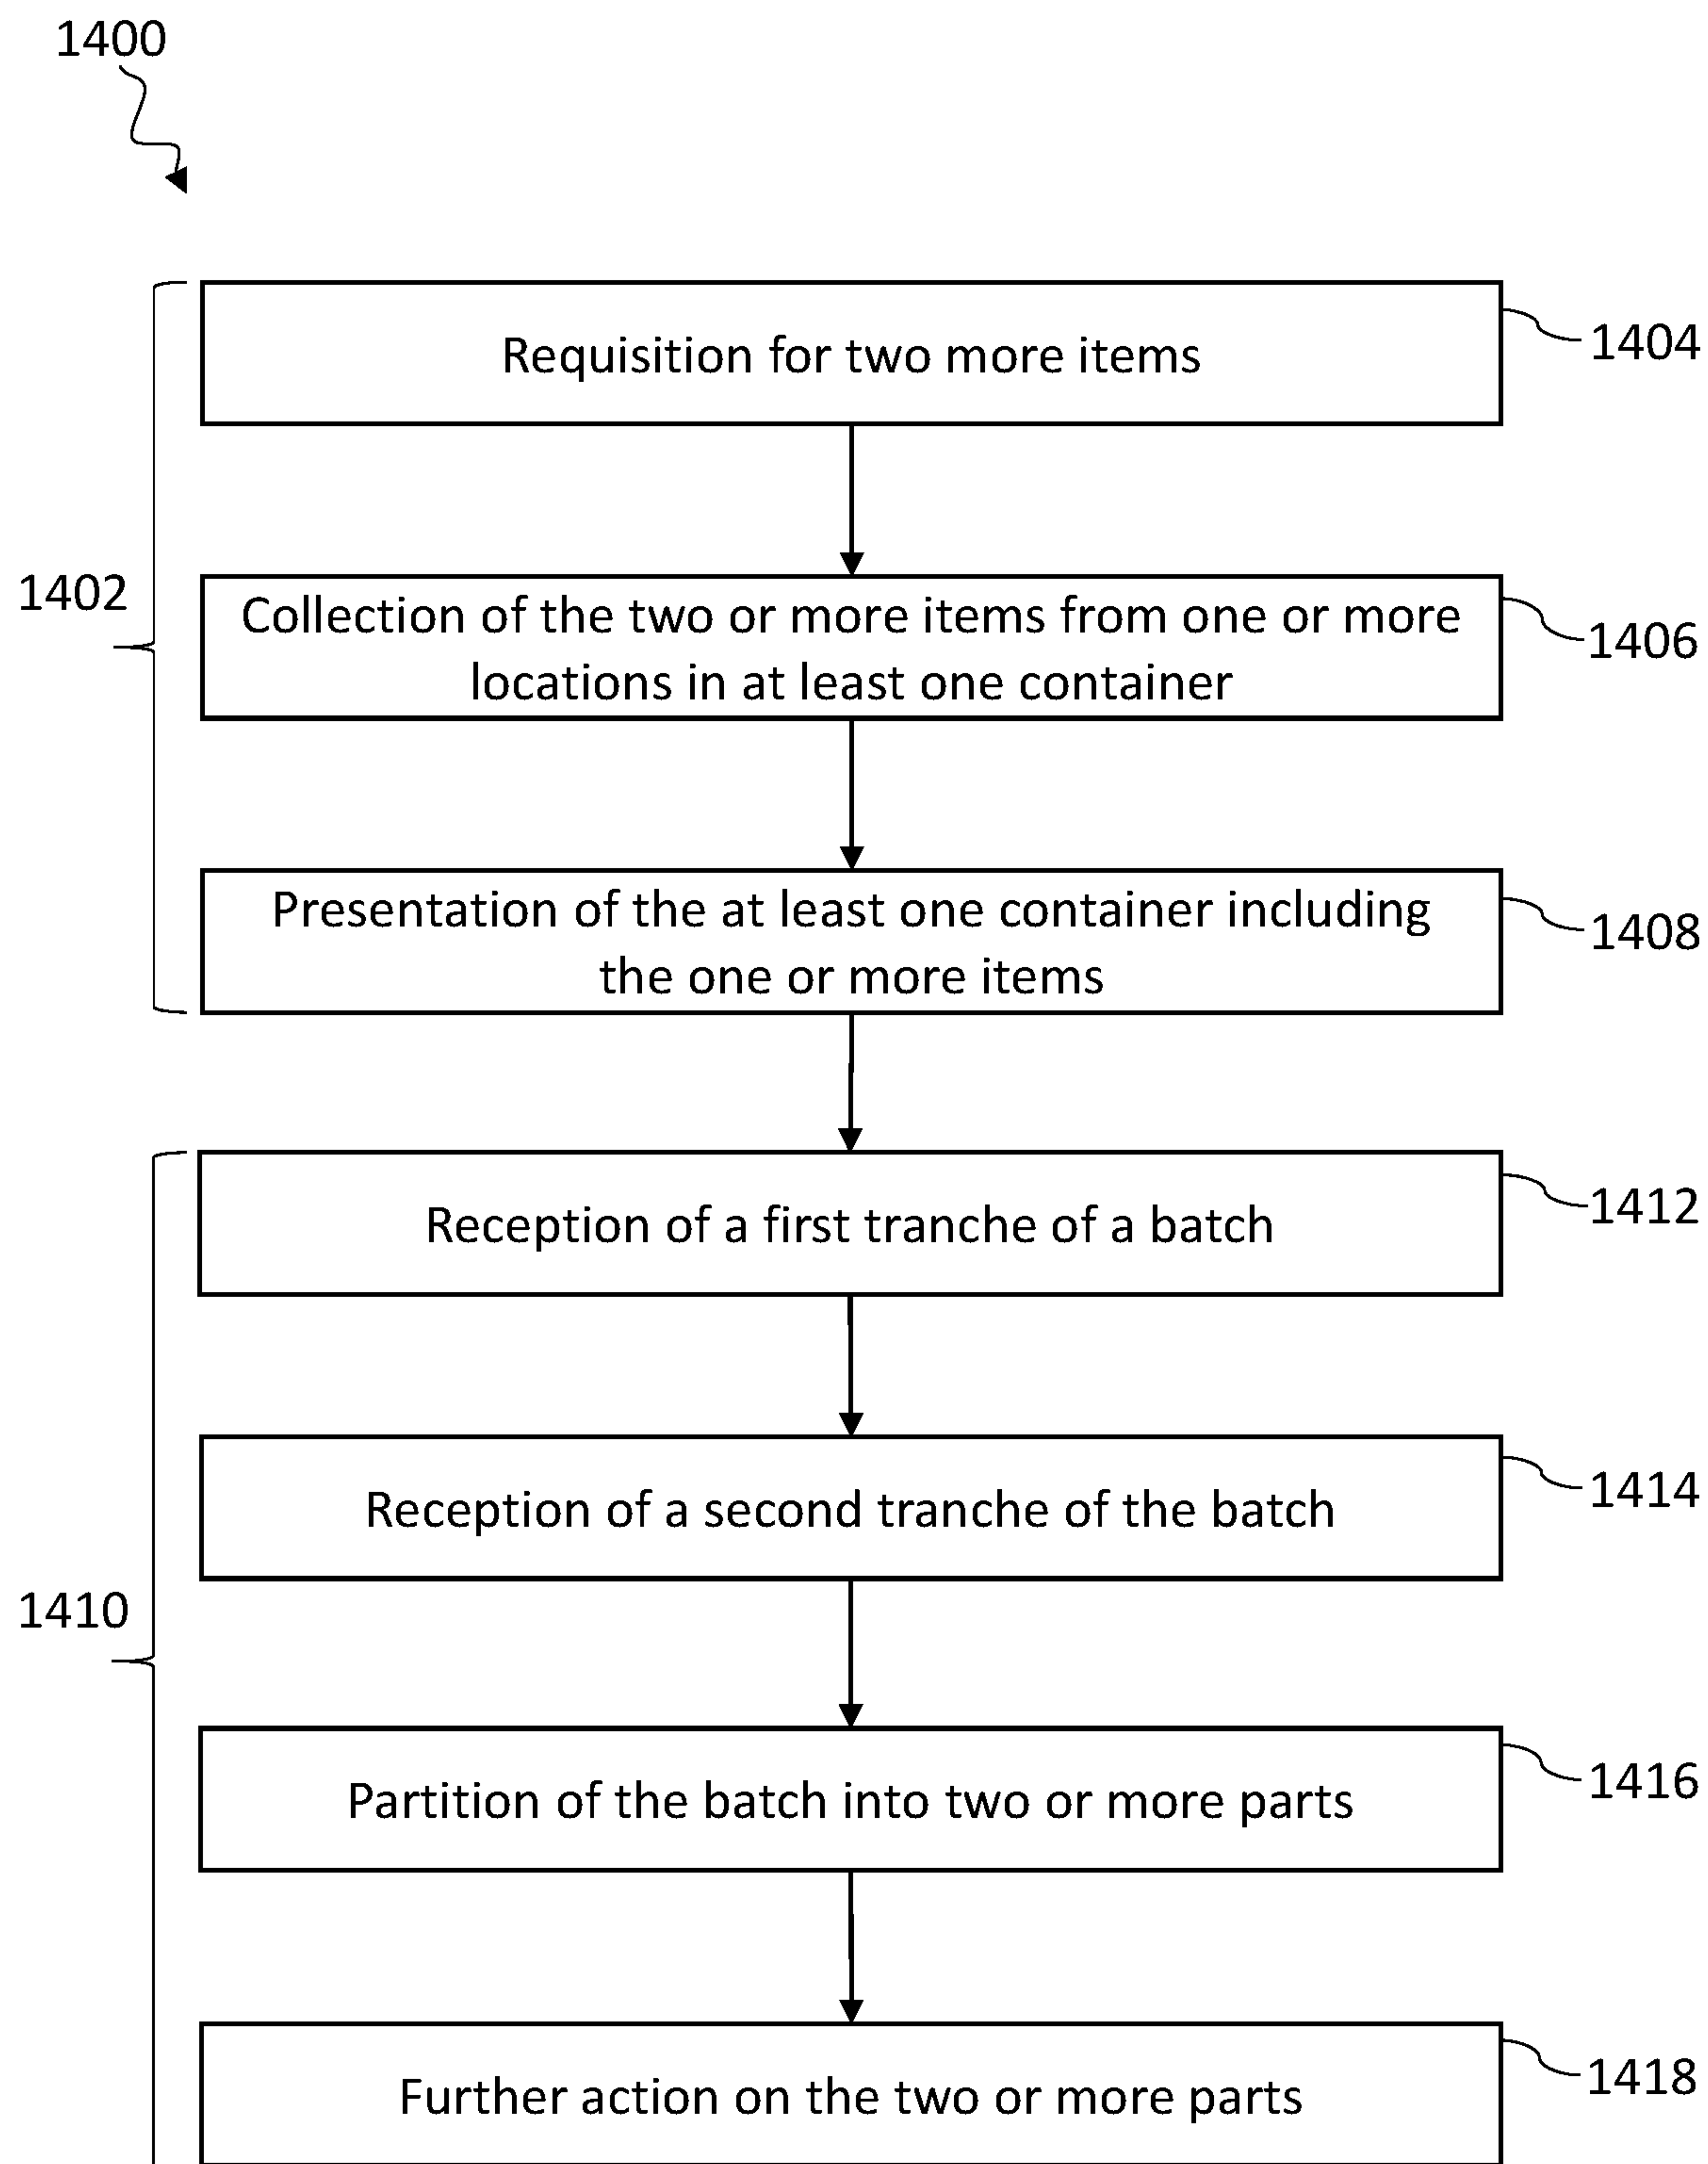 1400
Requisition for two more items
1404
1402
Collection of the two or more items from one or more
locations in at least one container
1406
Presentation of the at least one container including
the one or more items
1408
Reception of a first tranche of a batch
1412
Reception of a second tranche of the batch
1414
1410
Partition of the batch into two or more parts
1416
Further action on the two or more parts
1418